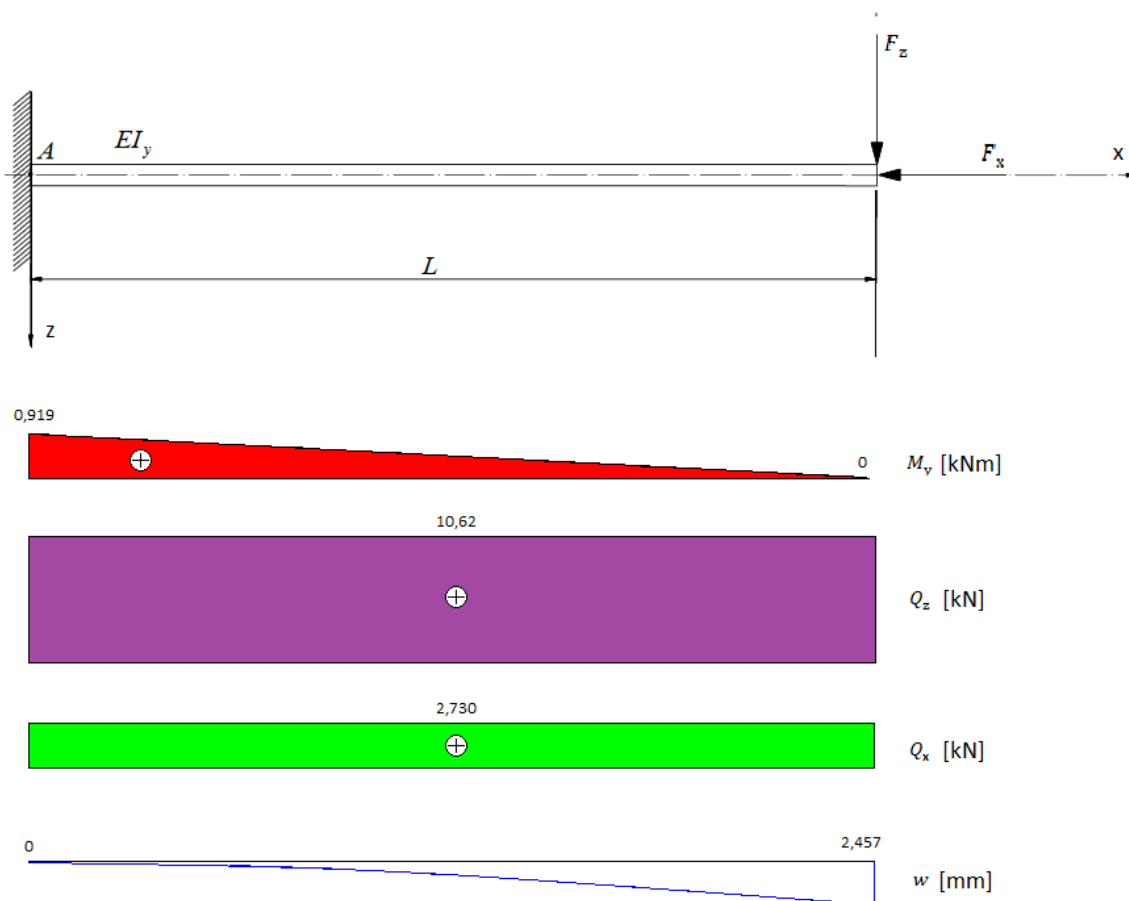 F_z
A
EI_y
F_x
x
L
z
0,919
0
M_y [kNm]
10,62
Q_z [kN]
2,730
Q_x [kN]
0
2,457
w [mm]